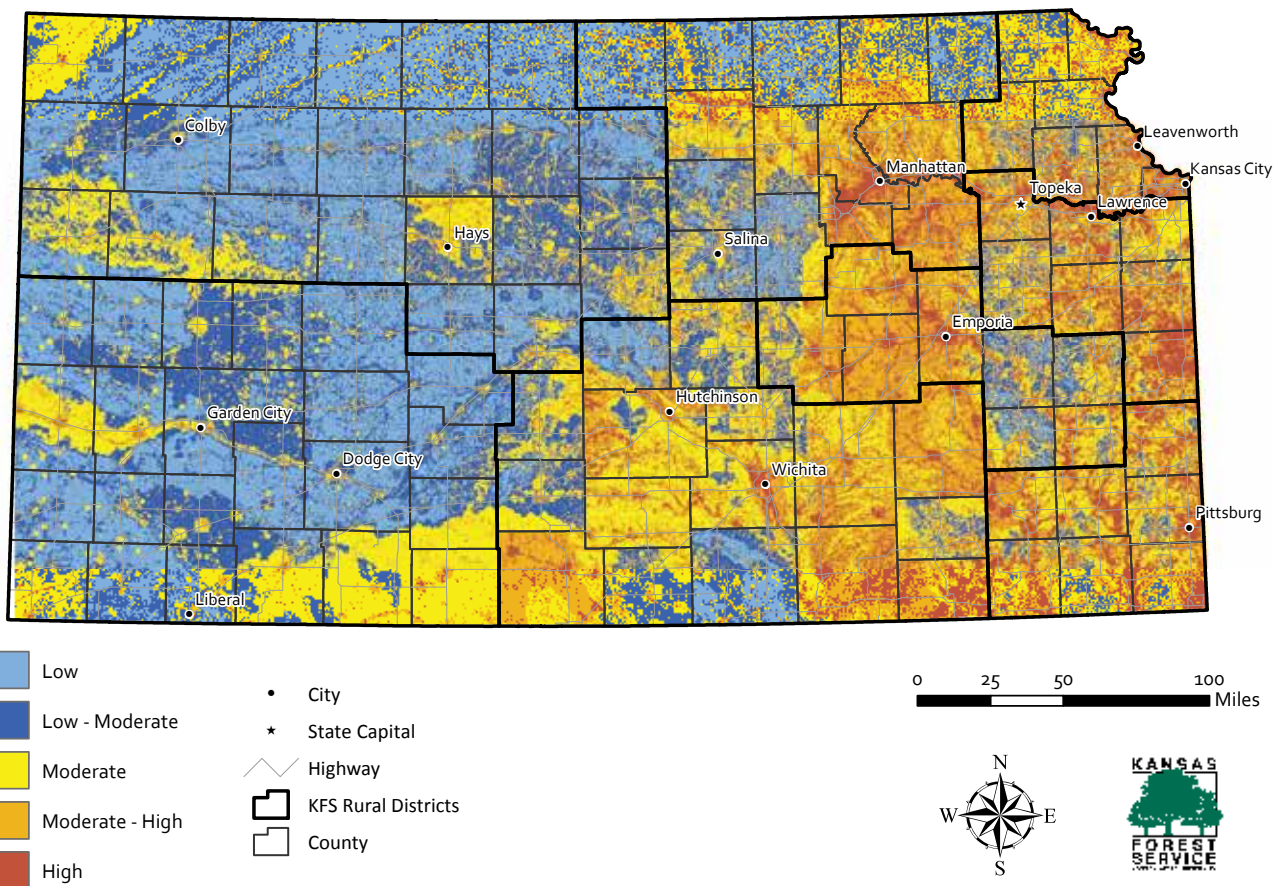 Colby
Leavenworth
Manhattan
Kansas City
Topeka
Lawrence
Hays
Salina
Emporia
Hutchinson
Garden City
Dodge City
Wichita
Pittsburg
Liberal
Low
Low - Moderate
Moderate
Moderate - High
High
City
State Capital
Highway
KFS Rural Districts
County
0 25 50 100
Miles
N
W E
S
KANSAS
FOREST
SERVICE